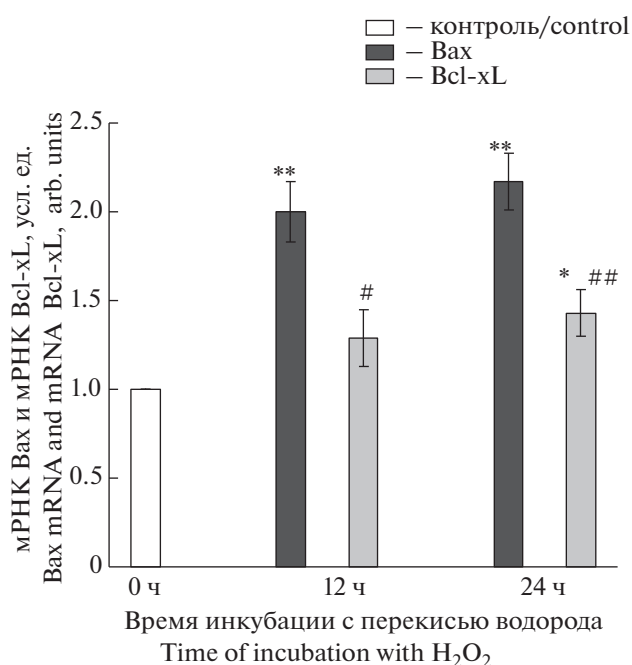 – контроль/control
– Bax
– Bcl-xL
мРНК Bax и мРНК Bcl-xL, усл. ед.
Bax mRNA and mRNA Bcl-xL, arb. units
2.5
2.0
1.5
1.0
0.5
0
**
#
**
* ##
0 ч 12 ч 24 ч
Время инкубации с перекисью водорода
Time of incubation with H₂O₂